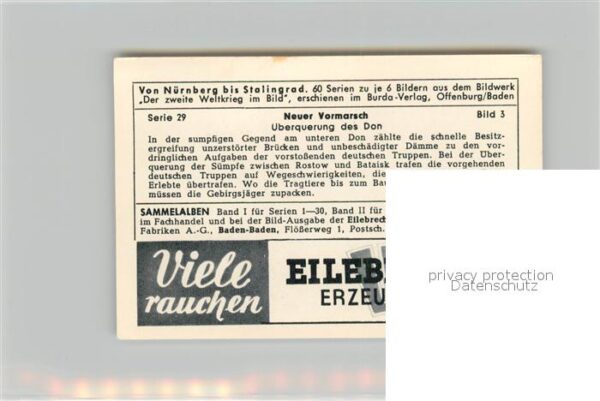 Von Nürnberg bis Stalingrad. 60 Serien zu je 6 Bildern aus dem Bildwerk
„Der zweite Weltkrieg im Bild", erschienen im Burda-Verlag, Offenburg/Baden
Serie 29 Neuer Vormarsch Bild 3
Überquerung des Don
In der sumpfigen Gegend am unteren Don zählte die schnelle Besitz-
ergreifung unzerstörter Brücken und unbeschädigter Dämme zu den vor-
dringlichen Aufgaben der vorstoßenden deutschen Truppen. Bei der Über-
querung der Sümpfe zwischen Rostow und Bataisk trafen die vorgehenden
deutschen Truppen auf Wegeschwierigkeiten, die
Erlebte übertrafen. Wo die Tragtiere bis zum Bau
müssen die Gebirgsjäger zupacken.
SAMMELALBEN Band I für Serien 1—30, Band II für
im Fachhandel und bei der Bild-Ausgabe der Eilebrec
Fabriken A.-G., Baden-Baden, Flößerweg 1, Postsch.
Viele
rauchen
EILEB
ERZEU
privacy protection
Datenschutz